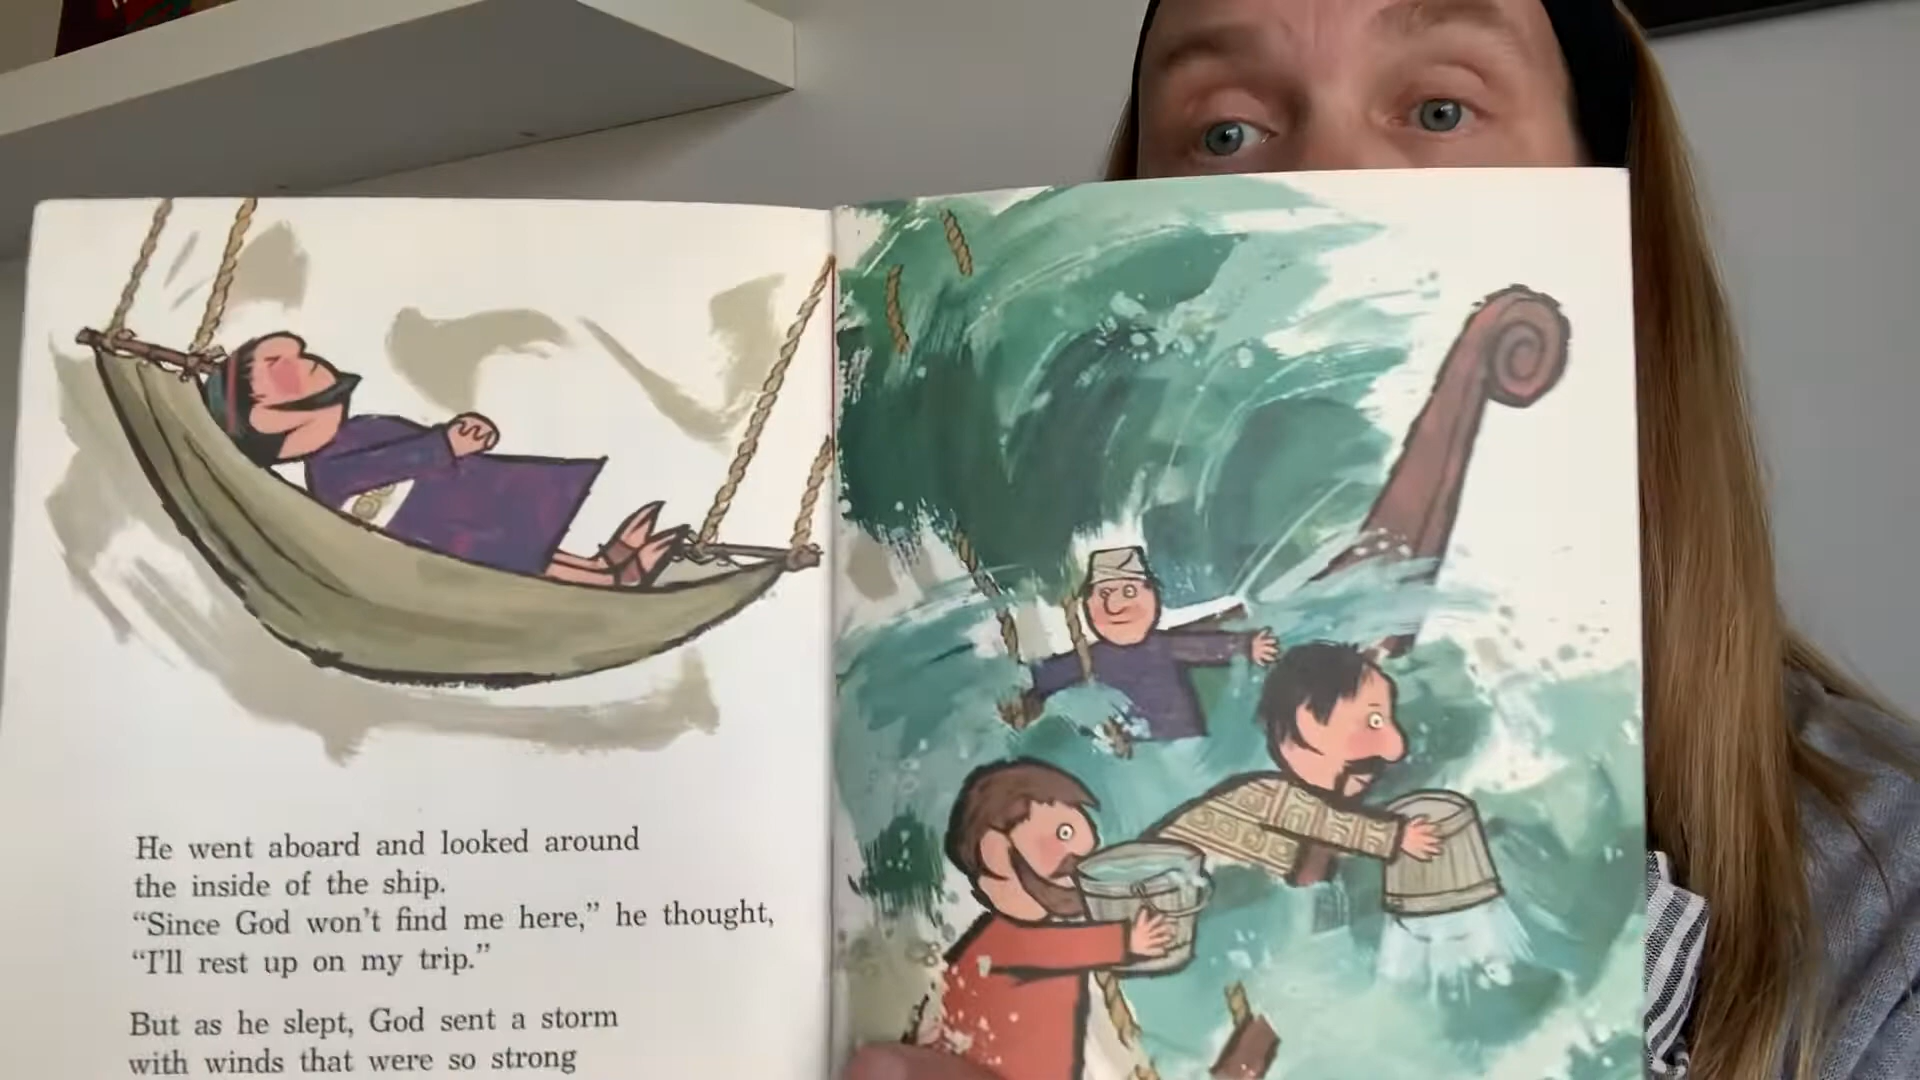 He went aboard and looked around
the inside of the ship.
“Since God won’t find me here,” he thought,
“I’ll rest up on my trip.”
But as he slept, God sent a storm
with winds that were so strong